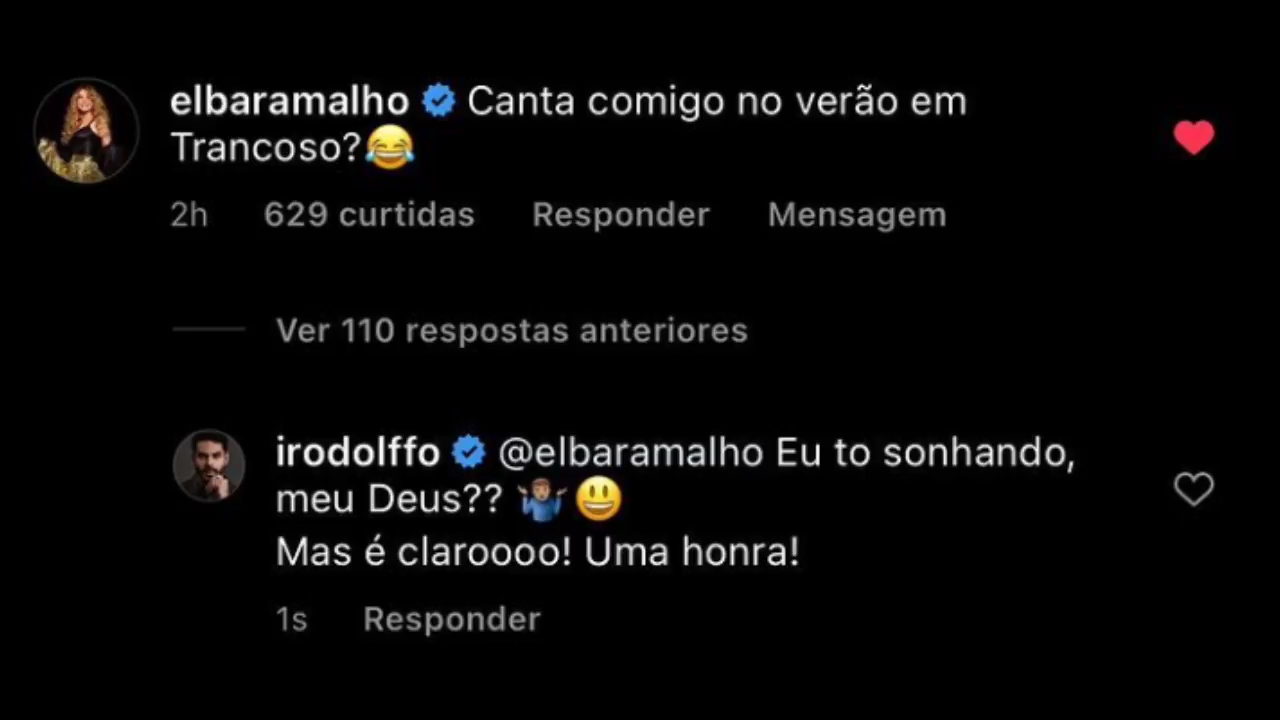 elbaramalho Canta comigo no verão em
Trancoso?😂
2h 629 curtidas Responder Mensagem
Ver 110 respostas anteriores
irodolffo @elbaramalho Eu to sonhando,
meu Deus?? 🤷🏽‍♂️😃
Mas é claroooo! Uma honra!
1s Responder